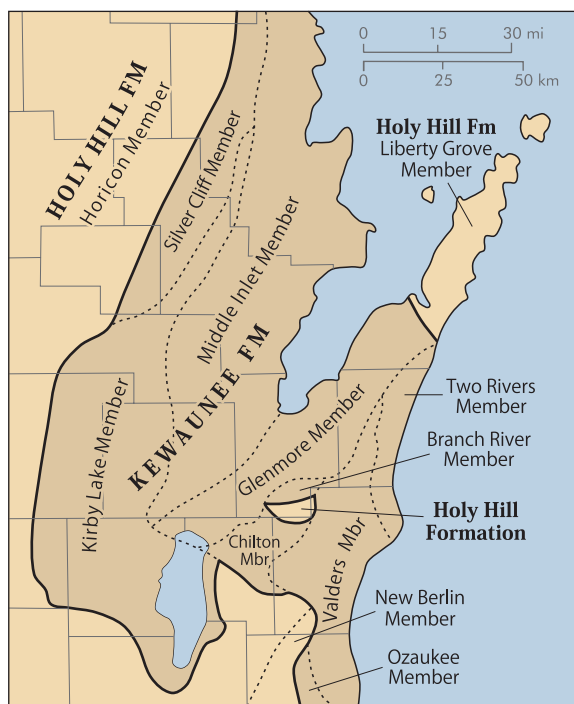 0 15 30 mi
0 25 50 km
HOLY HILL FM
Horicon Member
Silver Cliff Member
Holy Hill Fm
Liberty Grove
Member
Middle Inlet Member
KEWAUNEE FM
Kirby Lake Member
Glenmore Member
Two Rivers
Member
Branch River
Member
Holy Hill
Formation
Chilton
Mbr
Valders Mbr
New Berlin
Member
Ozaukee
Member